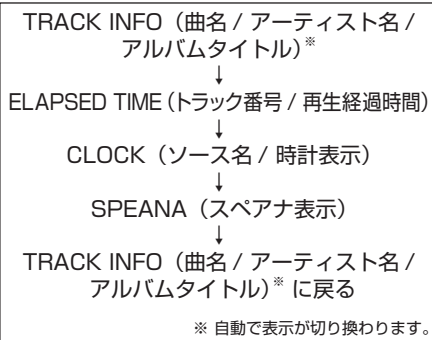 TRACK INFO（曲名 / アーティスト名 /
アルバムタイトル）※
↓
ELAPSED TIME（トラック番号 / 再生経過時間）
↓
CLOCK（ソース名 / 時計表示）
↓
SPEANA（スペアナ表示）
↓
TRACK INFO（曲名 / アーティスト名 /
アルバムタイトル）※ に戻る
※ 自動で表示が切り換わります。